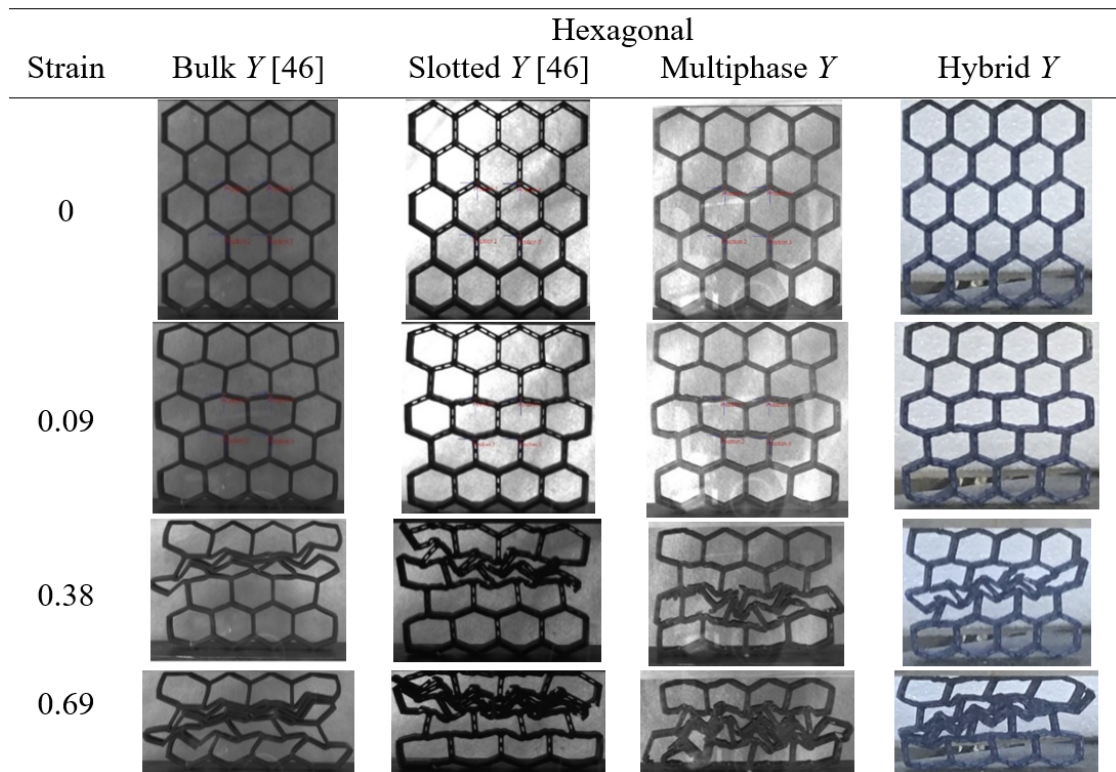 Hexagonal
Strain Bulk Y [46] Slotted Y [46] Multiphase Y Hybrid Y
0
0.09
0.38
0.69